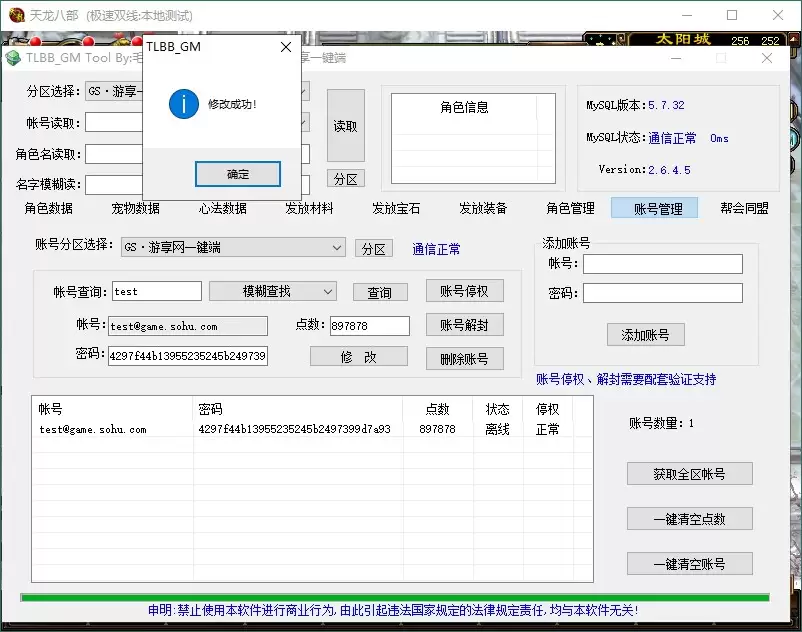 天龙八部 (极速双线:本地测试)
太阳城 256 252
TLBB_GM Tool By:毛
享一键端
TLBB_GM
修改成功!
确定
分区选择: GS·游享
帐号读取:
角色名读取:
名字模糊读:
读取
分区
角色信息
MySQL版本:5.7.32
MySQL状态:通信正常 0ms
Version:2.6.4.5
角色数据 宠物数据 心法数据 发放材料 发放宝石 发放装备 角色管理 账号管理 帮会同盟
账号分区选择: GS·游享网一键端 分区 通信正常
帐号查询: test 模糊查找 查询 账号停权
帐号: test@game.sohu.com 点数: 897878 账号解封
密码: 4297f44b13955235245b249739 修 改 删除账号
添加账号
帐号:
密码:
添加账号
账号停权、解封需要配套验证支持
帐号 密码 点数 状态 停权
test@game.sohu.com 4297f44b13955235245b2497399d7a93 897878 离线 正常
账号数量: 1
获取全区帐号
一键清空点数
一键清空账号
申明:禁止使用本软件进行商业行为,由此引起违法国家规定的法律规定责任,均与本软件无关!